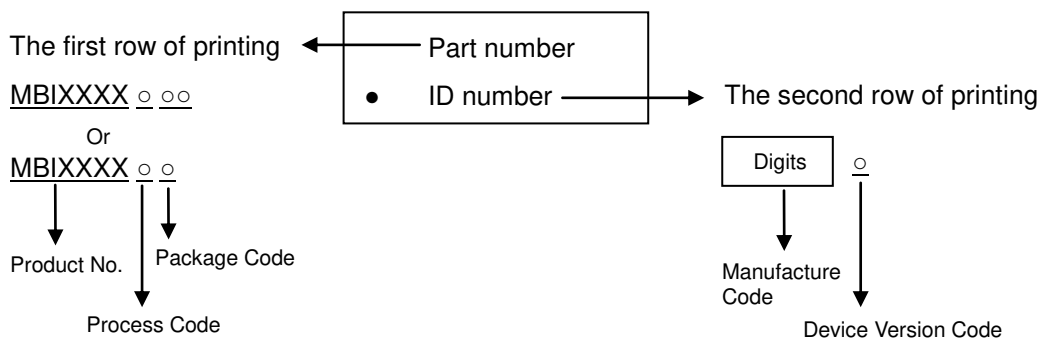 The first row of printing
Part number
MBIXXXX ○ ○○
● ID number
The second row of printing
Or
MBIXXXX ○ ○
Digits ○
Product No.
Package Code
Manufacture
Code
Process Code
Device Version Code